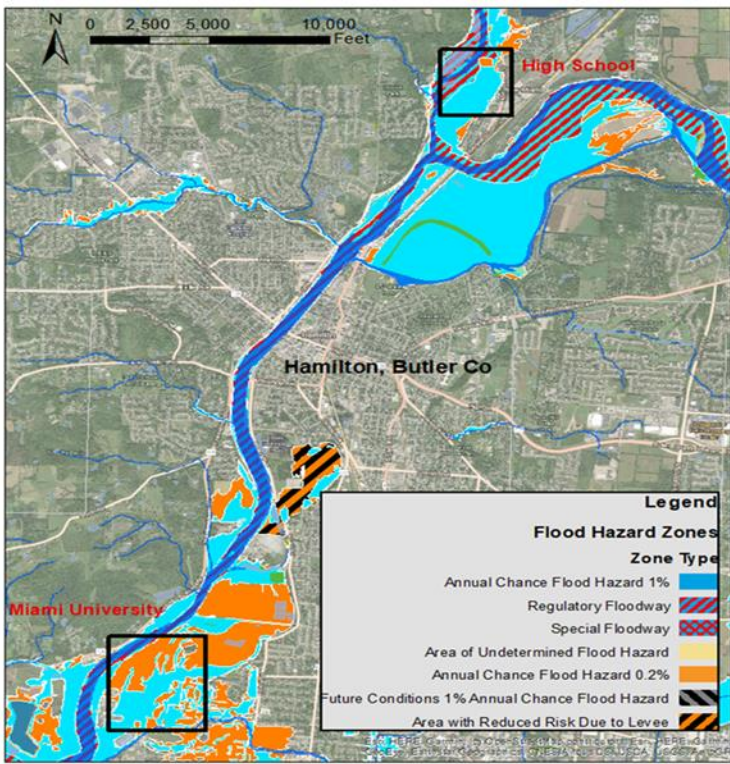 N
0 2,500 5,000 10,000
Feet
High School
Hamilton, Butler Co
Miami University
Legend
Flood Hazard Zones
Zone Type
Annual Chance Flood Hazard 1%
Regulatory Floodway
Special Floodway
Area of Undetermined Flood Hazard
Annual Chance Flood Hazard 0.2%
Future Conditions 1% Annual Chance Flood Hazard
Area with Reduced Risk Due to Levee